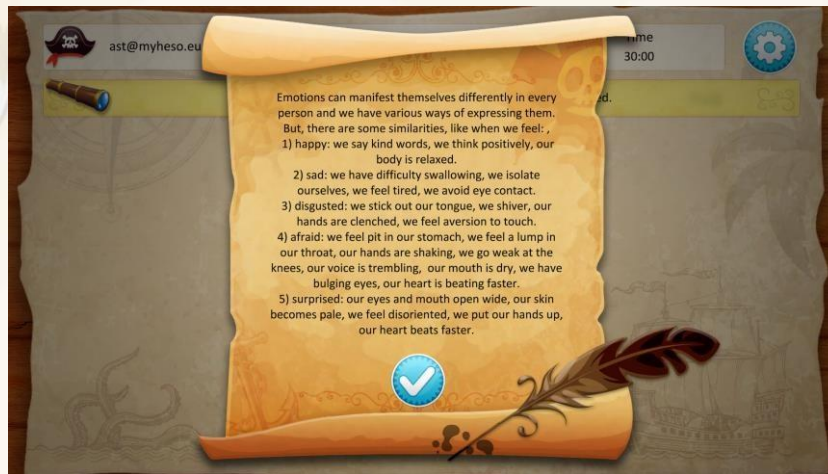 ast@myheso.eu
Time
30:00
ed.
Emotions can manifest themselves differently in every
person and we have various ways of expressing them.
But, there are some similarities, like when we feel: ,
1) happy: we say kind words, we think positively, our
body is relaxed.
2) sad: we have difficulty swallowing, we isolate
ourselves, we feel tired, we avoid eye contact.
3) disgusted: we stick out our tongue, we shiver, our
hands are clenched, we feel aversion to touch.
4) afraid: we feel pit in our stomach, we feel a lump in
our throat, our hands are shaking, we go weak at the
knees, our voice is trembling, our mouth is dry, we have
bulging eyes, our heart is beating faster.
5) surprised: our eyes and mouth open wide, our skin
becomes pale, we feel disoriented, we put our hands up,
our heart beats faster.